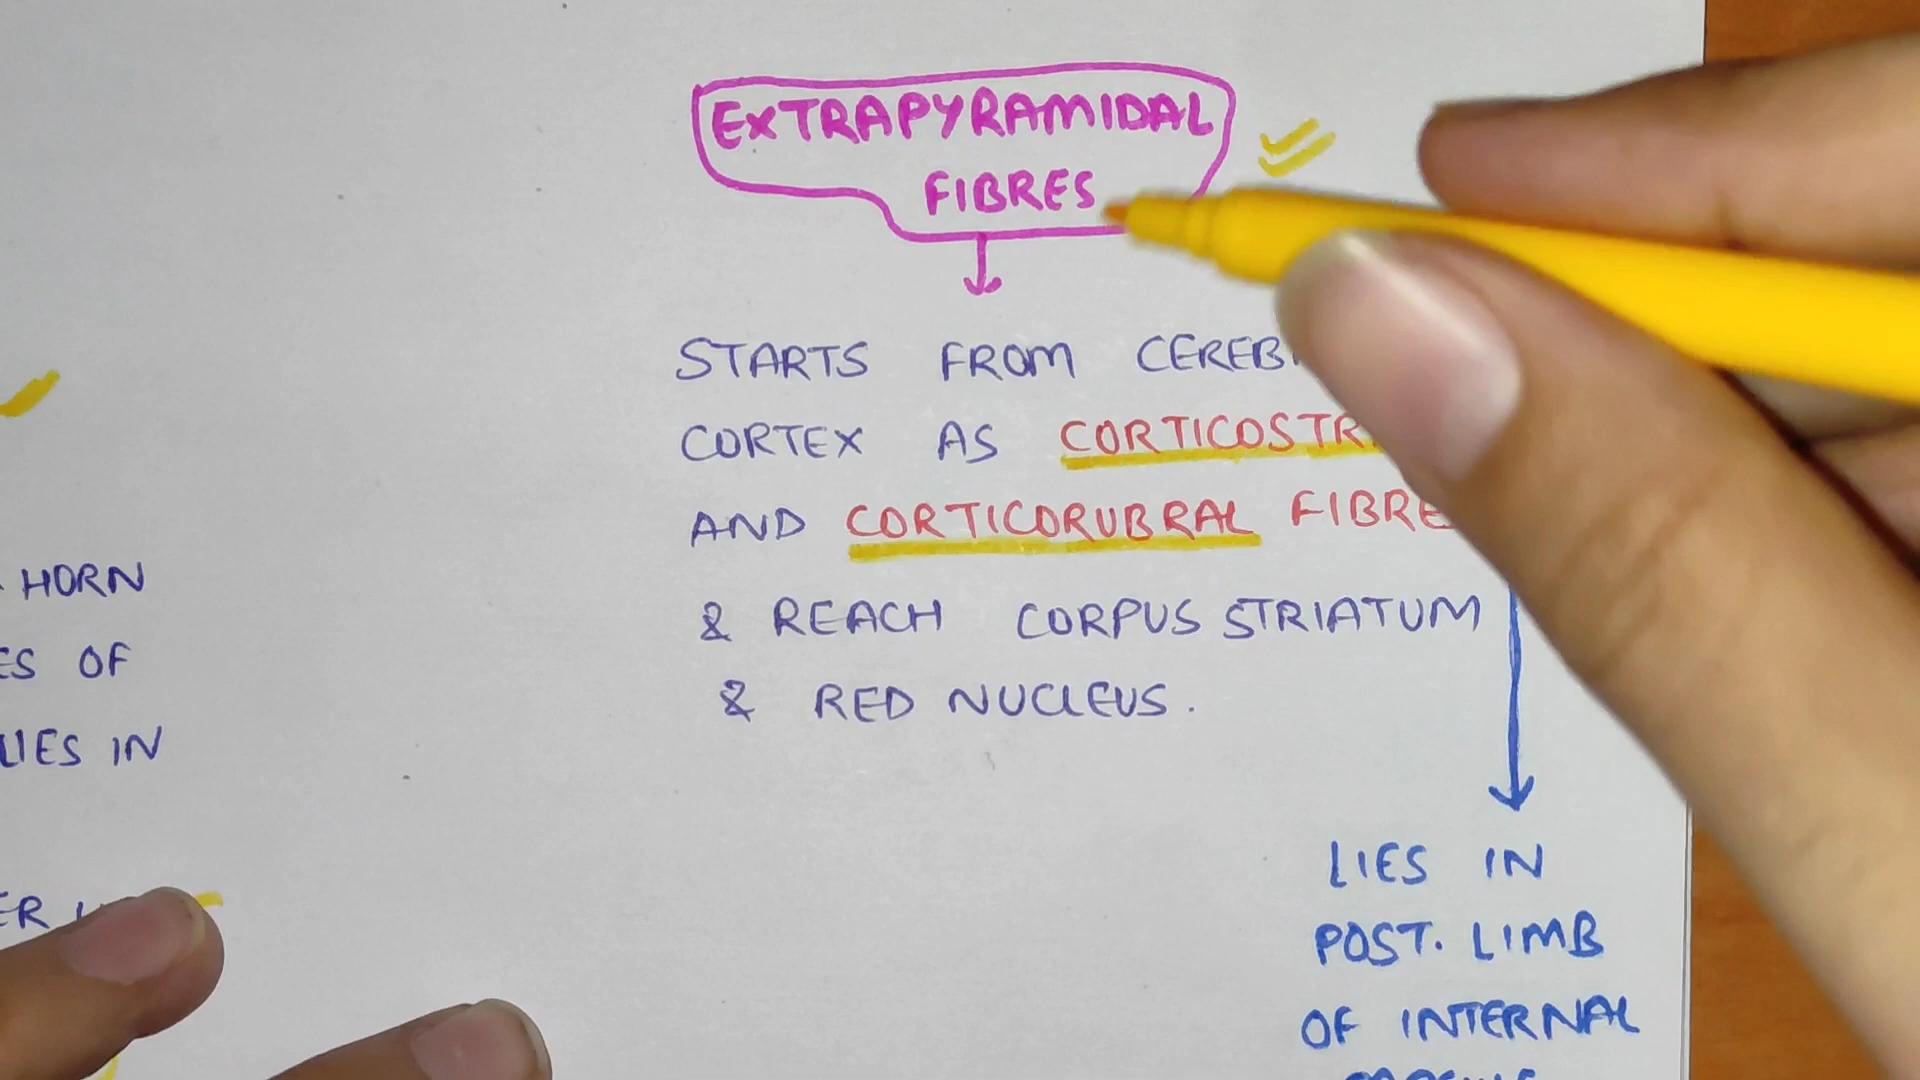 EXTRAPYRAMIDAL
FIBRES
STARTS FROM
CORTEX AS
AND CORTICORUBRAL
& REACH CORPUS STRIATUM
& RED NUCLEUS.
LIES IN
POST. LIMB
OF INTERNAL
HORN
OF
LIES IN